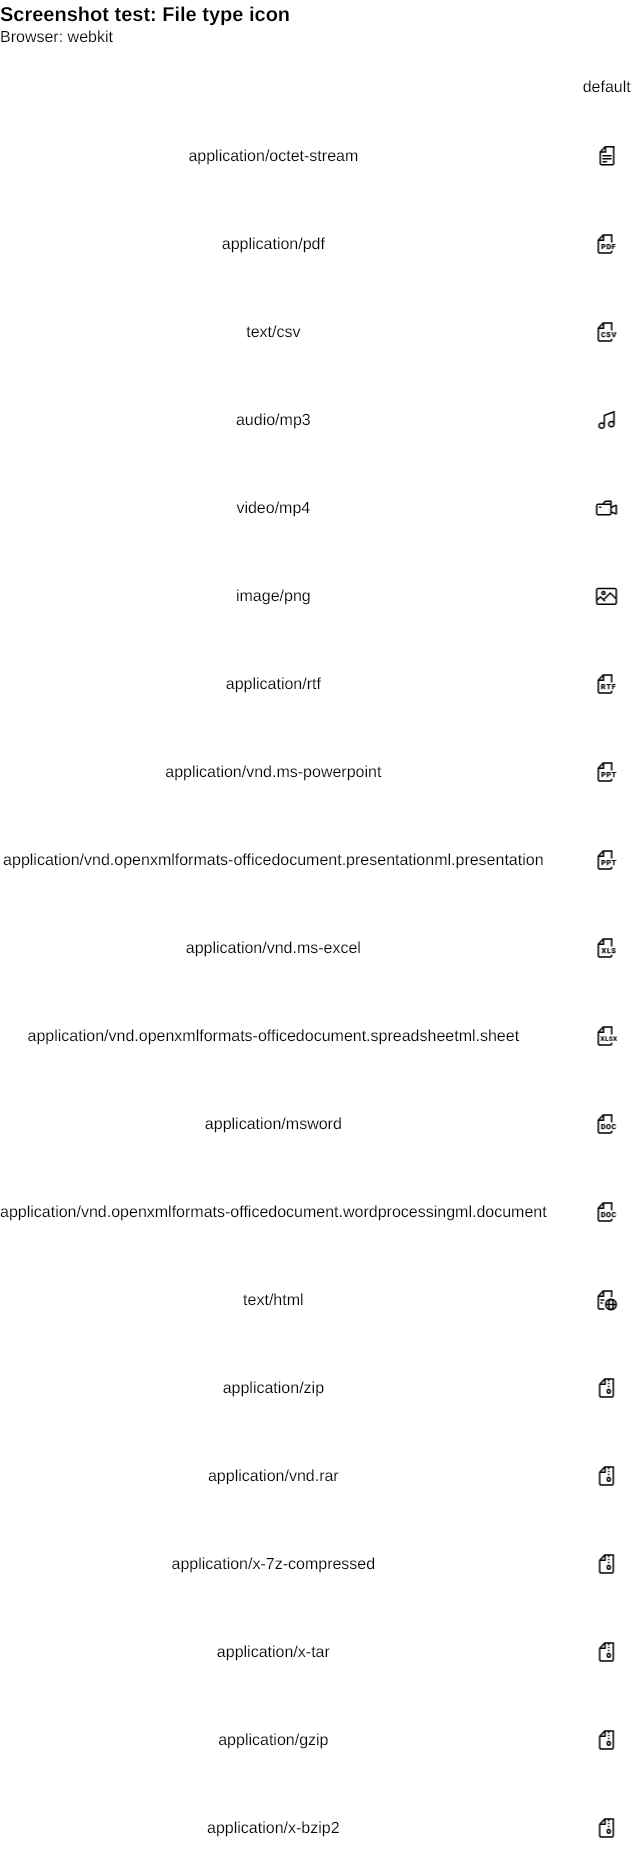 Screenshot test: File type icon
Browser: webkit
default
application/octet-stream
application/pdf PDF
text/csv CSV
audio/mp3
video/mp4
image/png
application/rtf RTF
application/vnd.ms-powerpoint PPT
application/vnd.openxmlformats-officedocument.presentationml.presentation PPT
application/vnd.ms-excel XLS
application/vnd.openxmlformats-officedocument.spreadsheetml.sheet XLSX
application/msword DOC
application/vnd.openxmlformats-officedocument.wordprocessingml.document DOC
text/html
application/zip
application/vnd.rar
application/x-7z-compressed
application/x-tar
application/gzip
application/x-bzip2